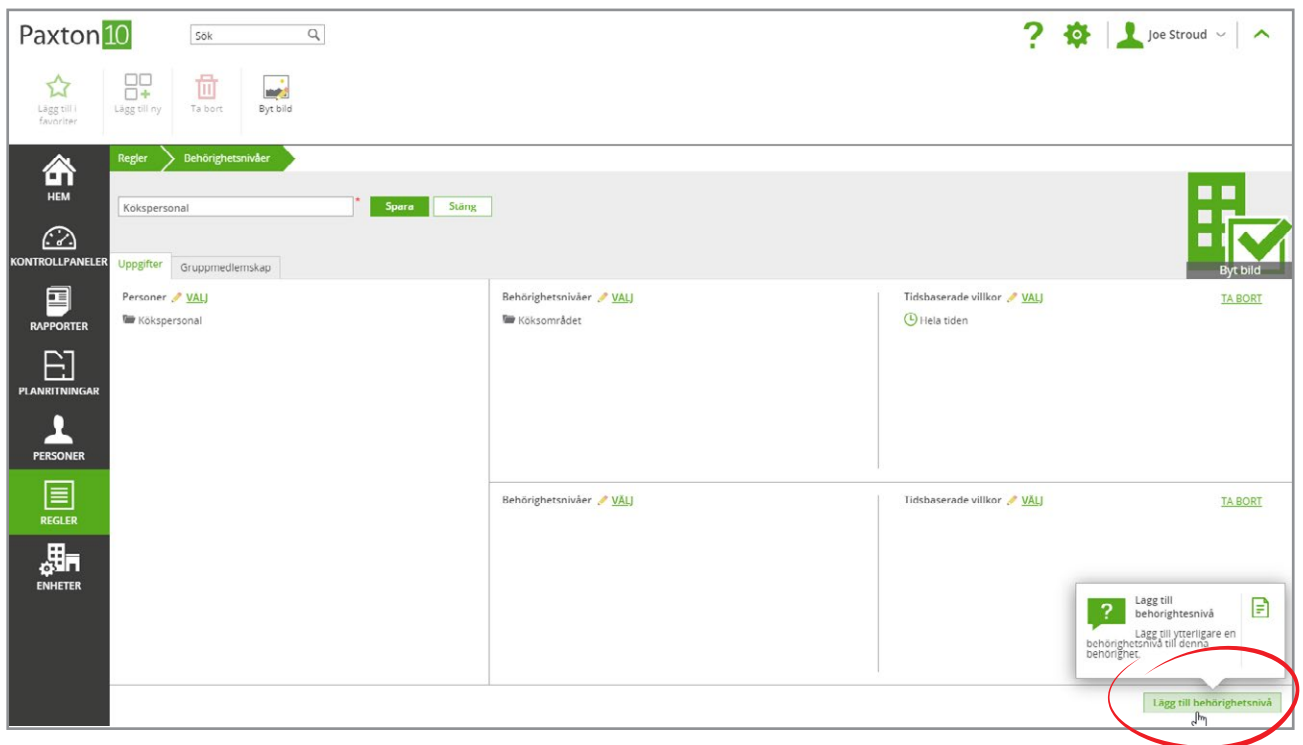 Paxton10
Sök
?
Joe Stroud
Lägg till i
favoriter
Lägg till ny
Ta bort
Byt bild
HEM
KONTROLLPANELER
RAPPORTER
PLANRITNINGAR
PERSONER
REGLER
ENHETER
Regler
Behörighetsnivåer
Kokspersonal
*
Spara
Stäng
Byt bild
Uppgifter
Gruppmedlemskap
Personer VÄLJ
Kökspersonal
Behörighetsnivåer VÄLJ
Köksområdet
Tidsbaserade villkor VÄLJ
TA BORT
Hela tiden
Behörighetsnivåer VÄLJ
Tidsbaserade villkor VÄLJ
TA BORT
?
Lagg till
behorightesnivå
Lägg till ytterligare en
behörighetsnivå till denna
behörighet.
Lägg till behörighetsnivå